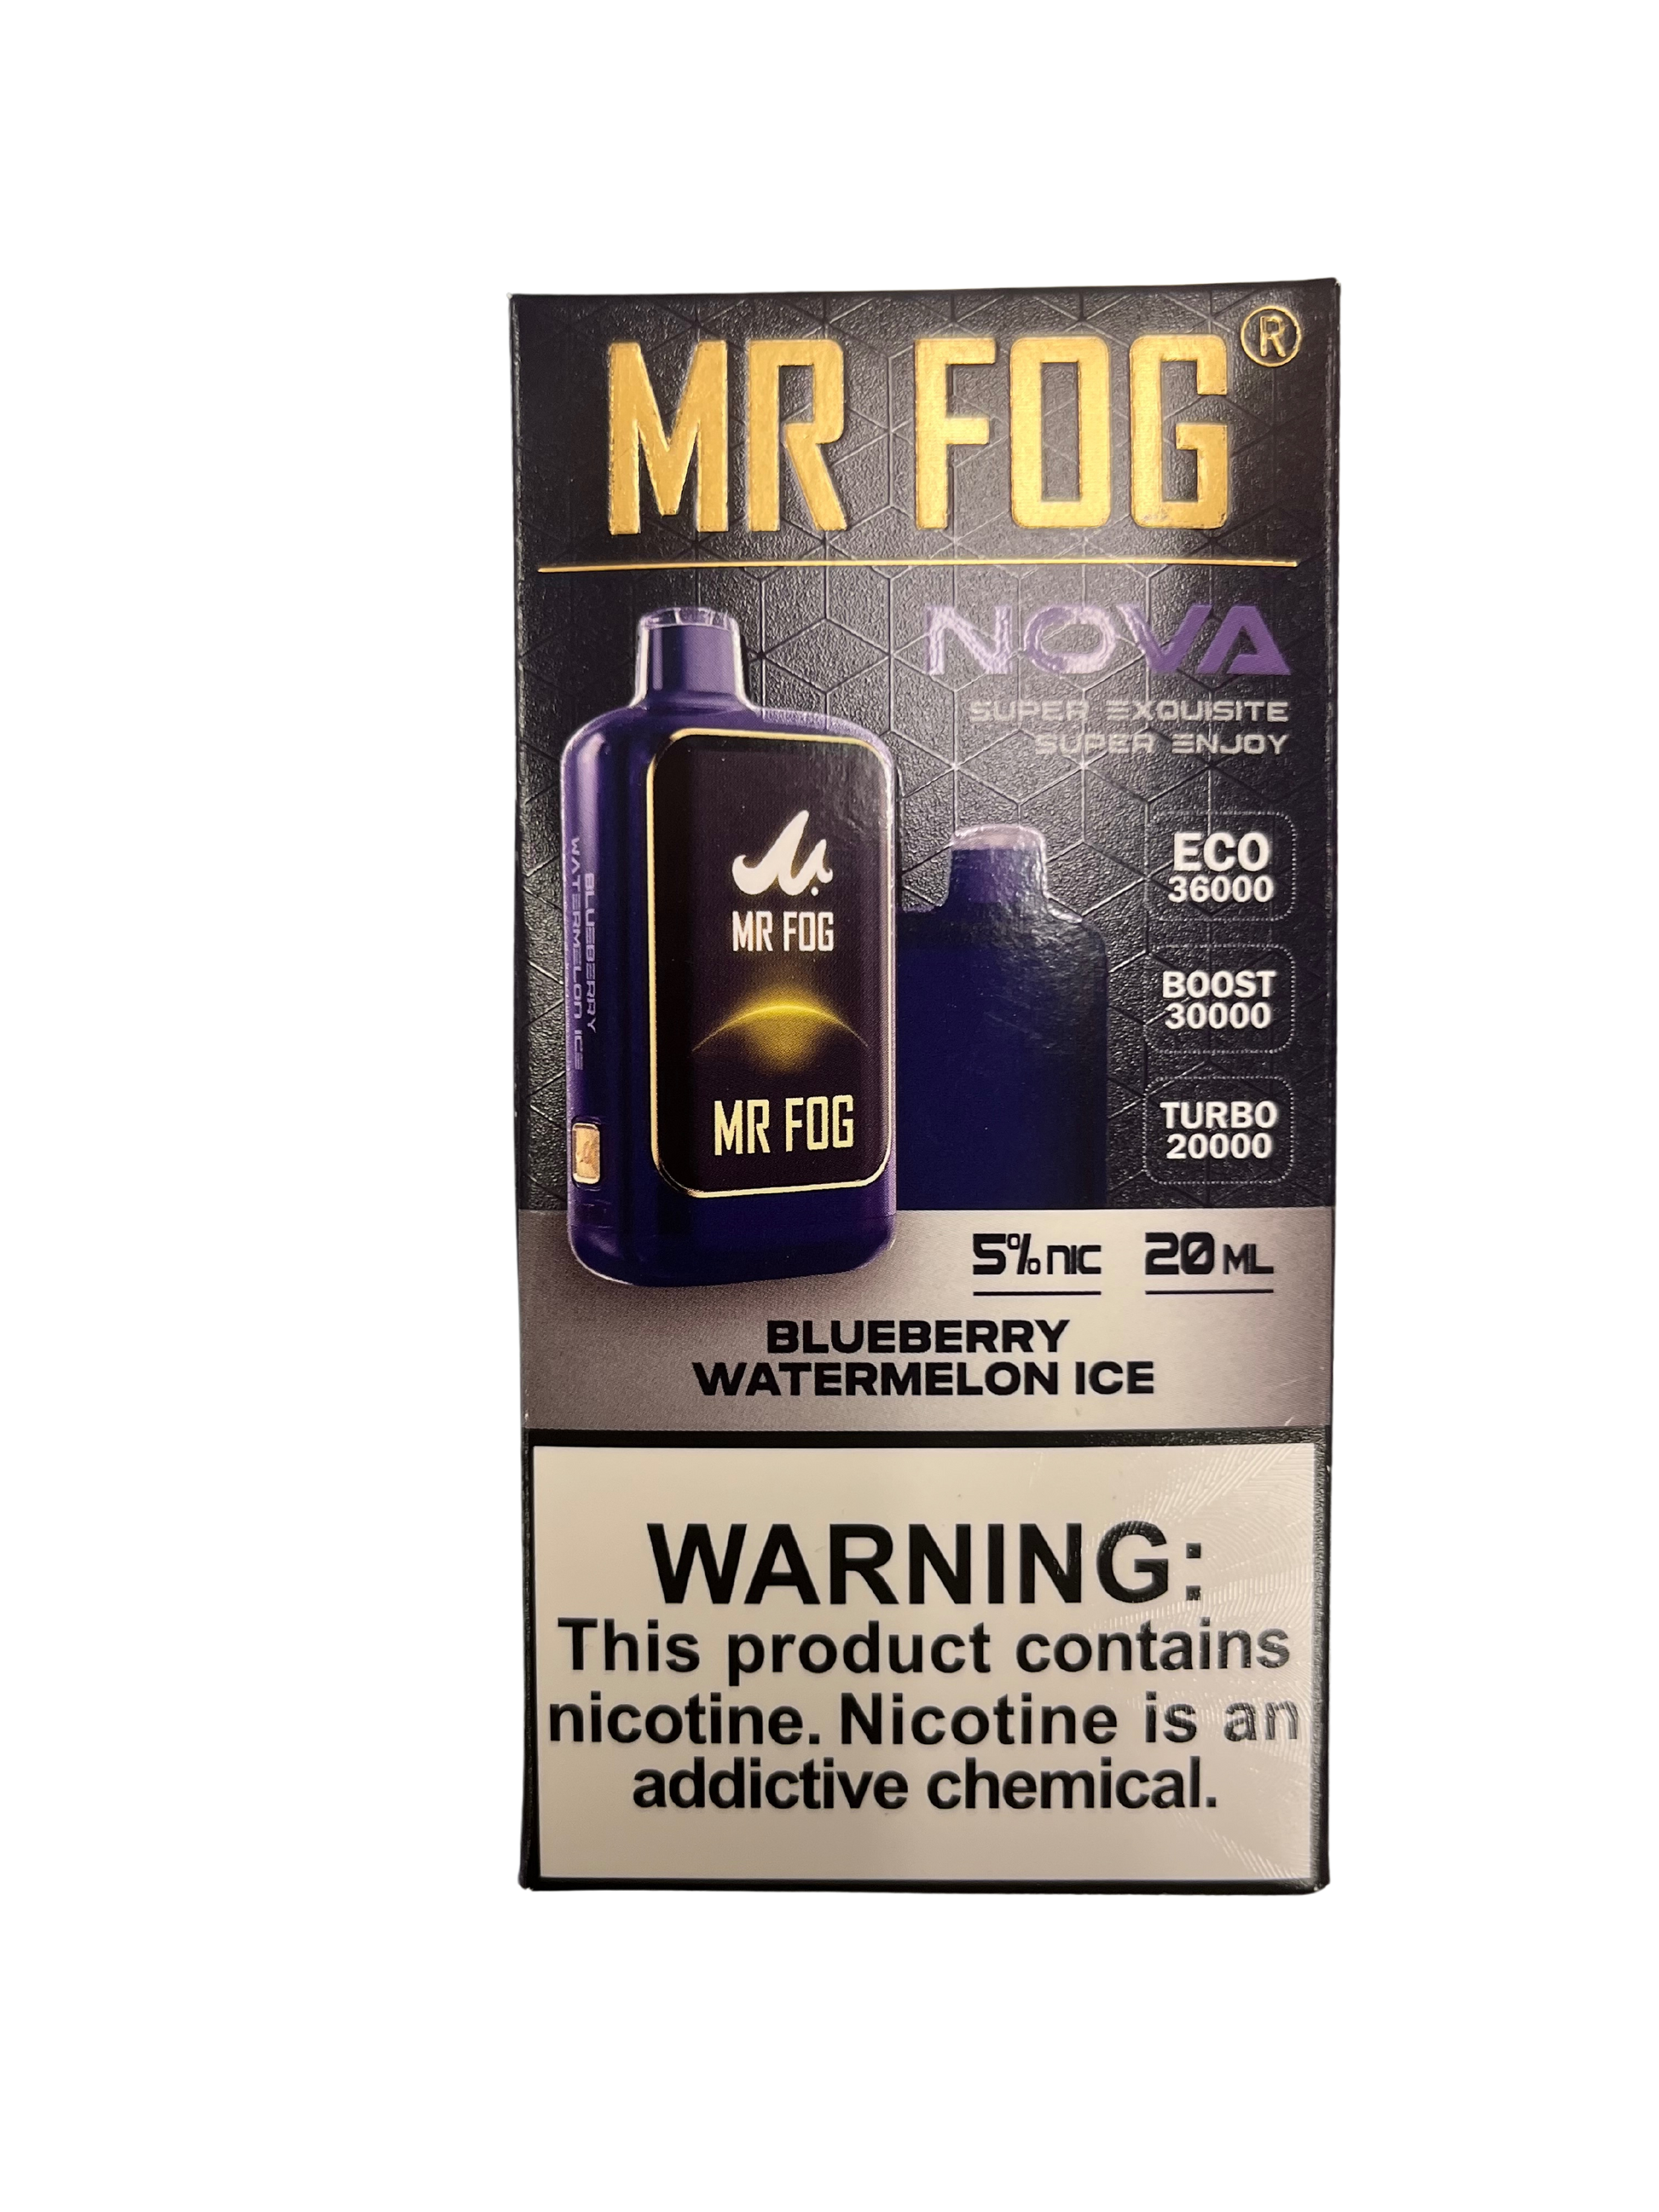 MR FOG®
NOVA
SUPER EXQUISITE
SUPER ENJOY
MR FOG
MR FOG
BLUEBERRY
WATERMELON ICE
ECO
36000
BOOST
30000
TURBO
20000
5% NIC 20 ML
BLUEBERRY
WATERMELON ICE
WARNING:
This product contains
nicotine. Nicotine is an
addictive chemical.